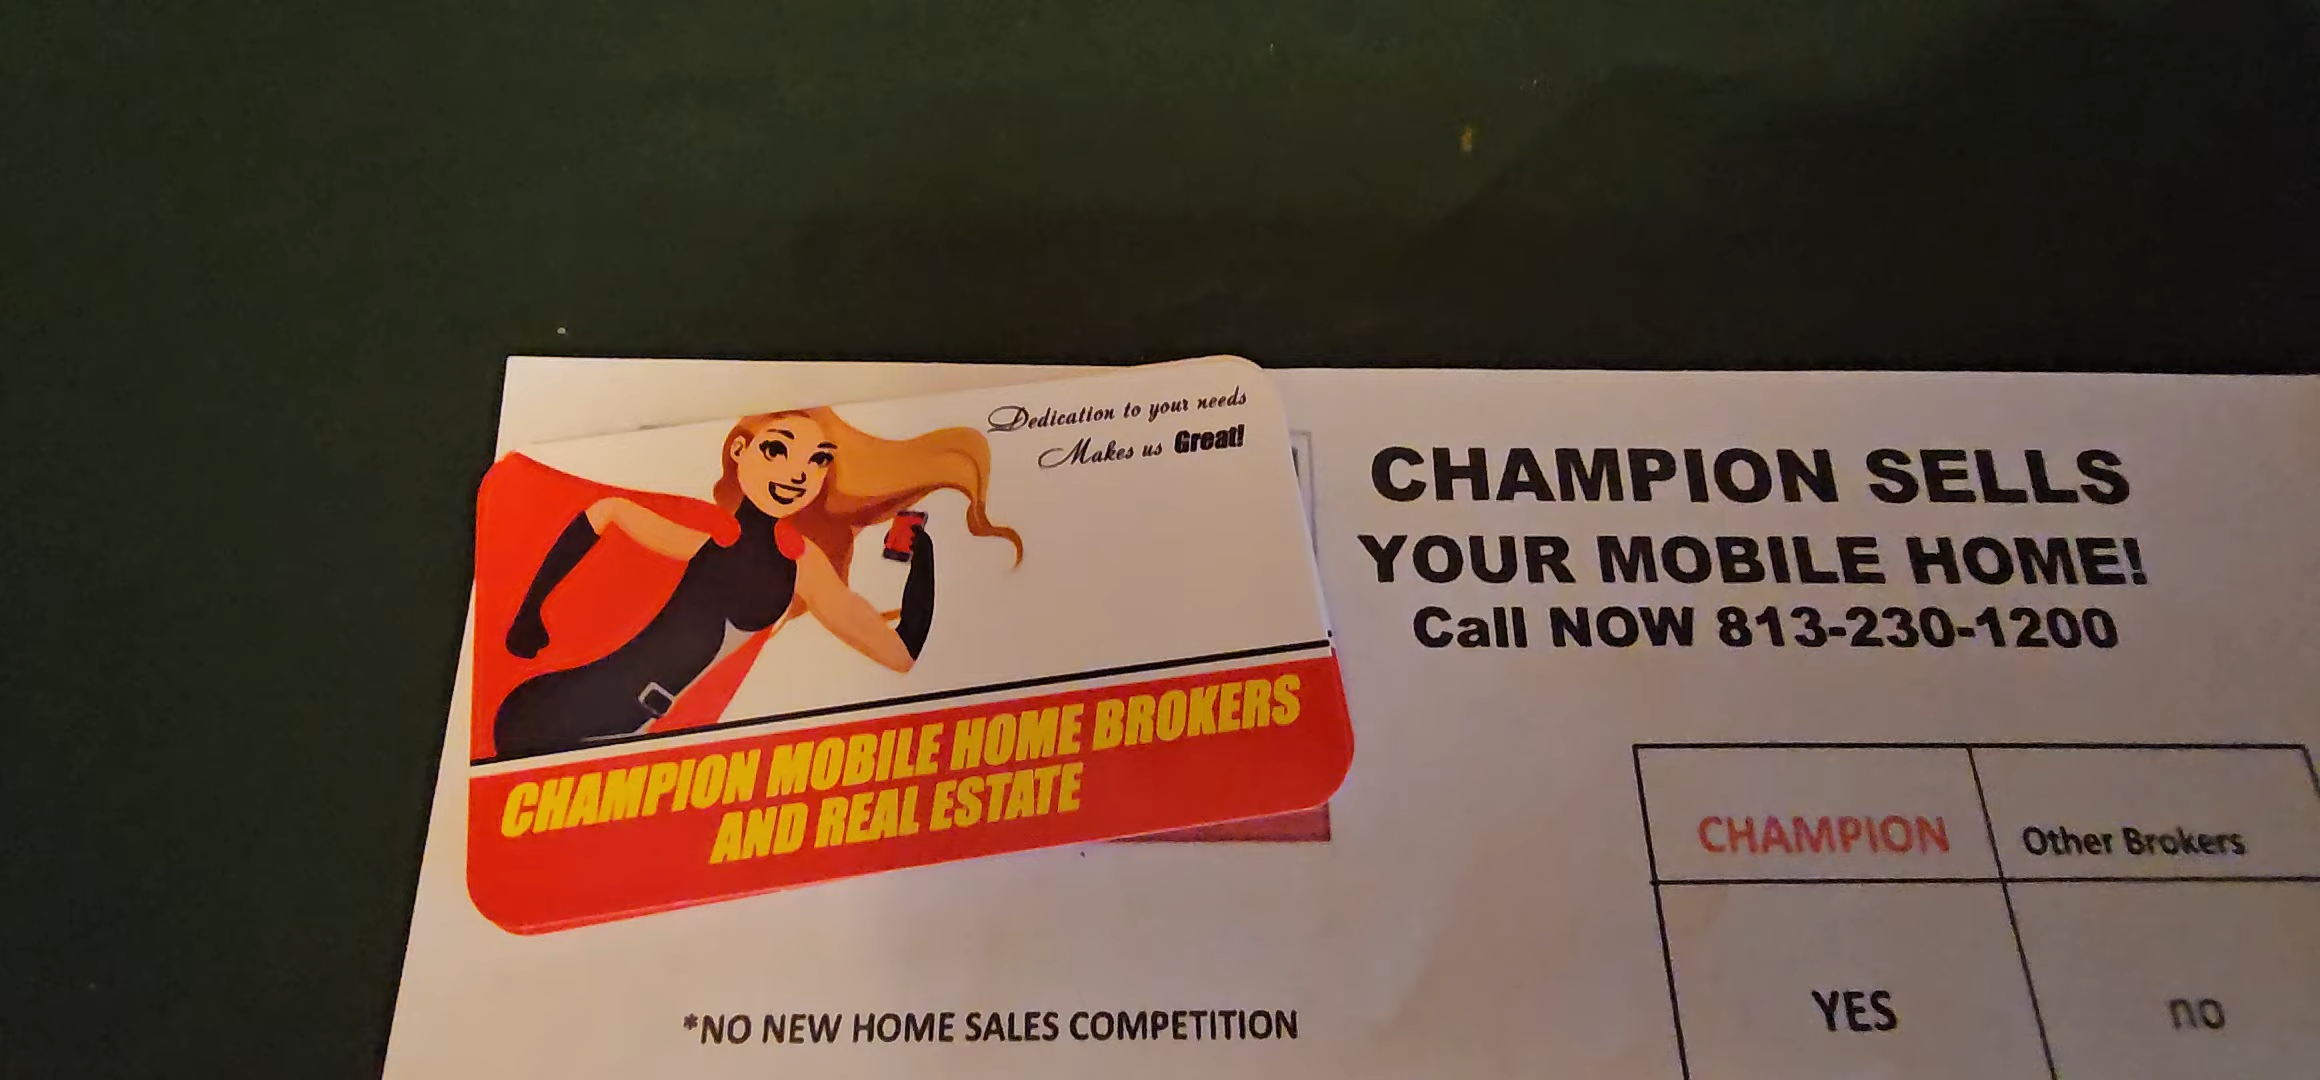 Dedication to your needs
Makes us Great!
CHAMPION MOBILE HOME BROKERS
AND REAL ESTATE
CHAMPION SELLS
YOUR MOBILE HOME!
Call NOW 813-230-1200
CHAMPION Other Brokers
*NO NEW HOME SALES COMPETITION YES no